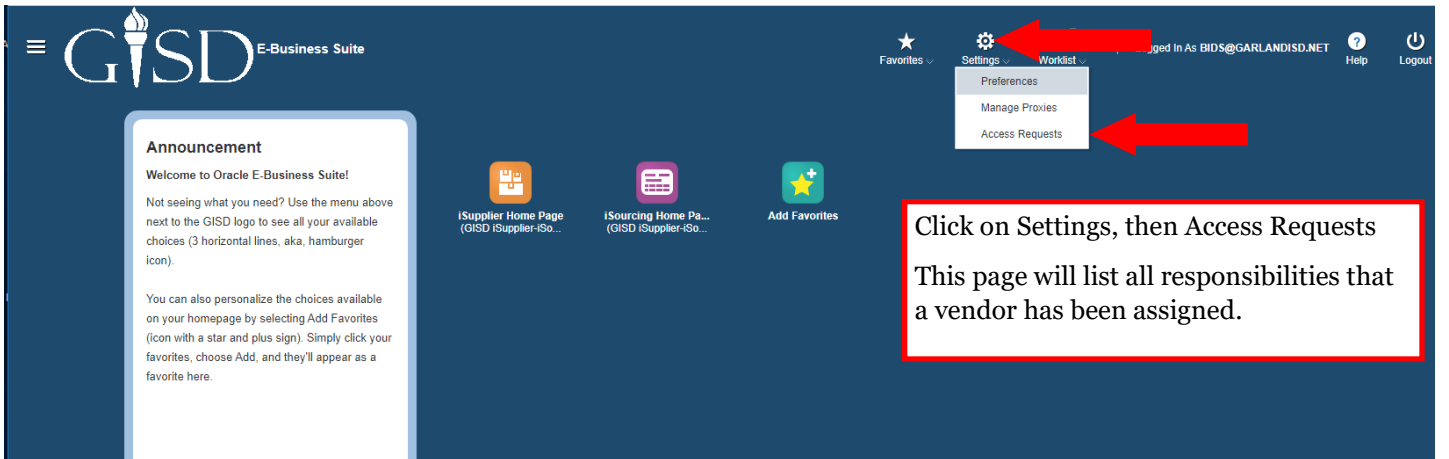 GISD
E-Business Suite
Favorites
Settings
Worklist
Logged In As BIDS@GARLANDISD.NET
Help
Logout
Preferences
Manage Proxies
Access Requests
Announcement
Welcome to Oracle E-Business Suite!
Not seeing what you need? Use the menu above
next to the GISD logo to see all your available
choices (3 horizontal lines, aka, hamburger
icon).
You can also personalize the choices available
on your homepage by selecting Add Favorites
(icon with a star and plus sign). Simply click your
favorites, choose Add, and they'll appear as a
favorite here.
iSupplier Home Page
(GISD iSupplier-iSo...
iSourcing Home Pa...
(GISD iSupplier-iSo...
Add Favorites
Click on Settings, then Access Requests
This page will list all responsibilities that
a vendor has been assigned.